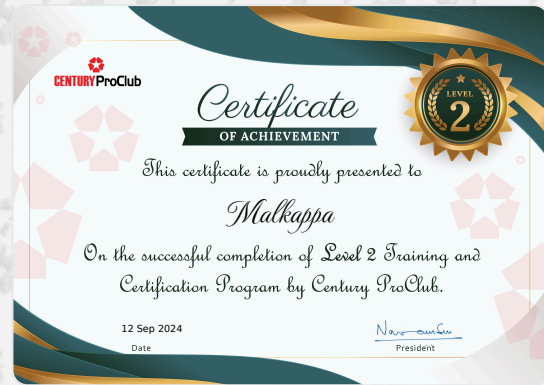 CENTURY ProClub
LEVEL
2
Certificate
OF ACHIEVEMENT
This certificate is proudly presented to
Malkappa
On the successful completion of Level 2 Training and
Certification Program by Century ProClub.
12 Sep 2024
Date
President